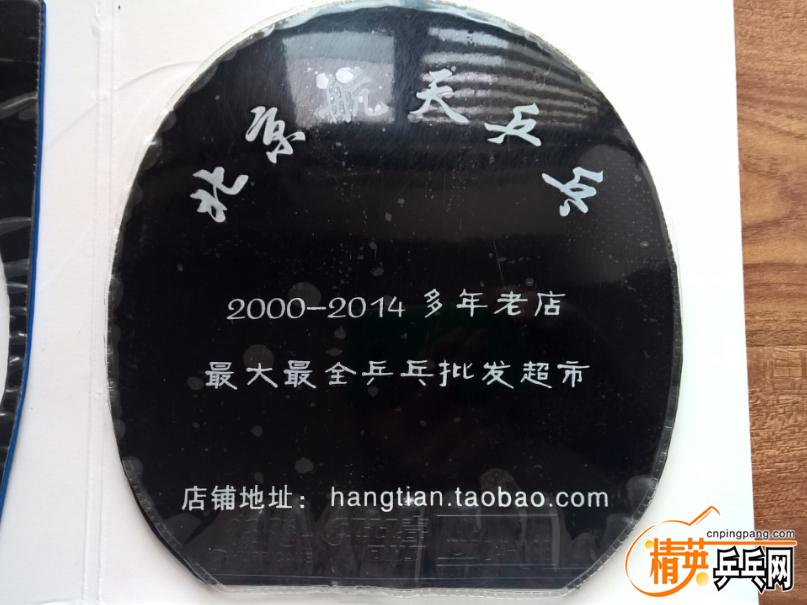 北京航天乒乓
2000-2014 多年老店
最大最全乒乓批发超市
店铺地址：hangtian.taobao.com
cnpingpang.com
精英乒乓网